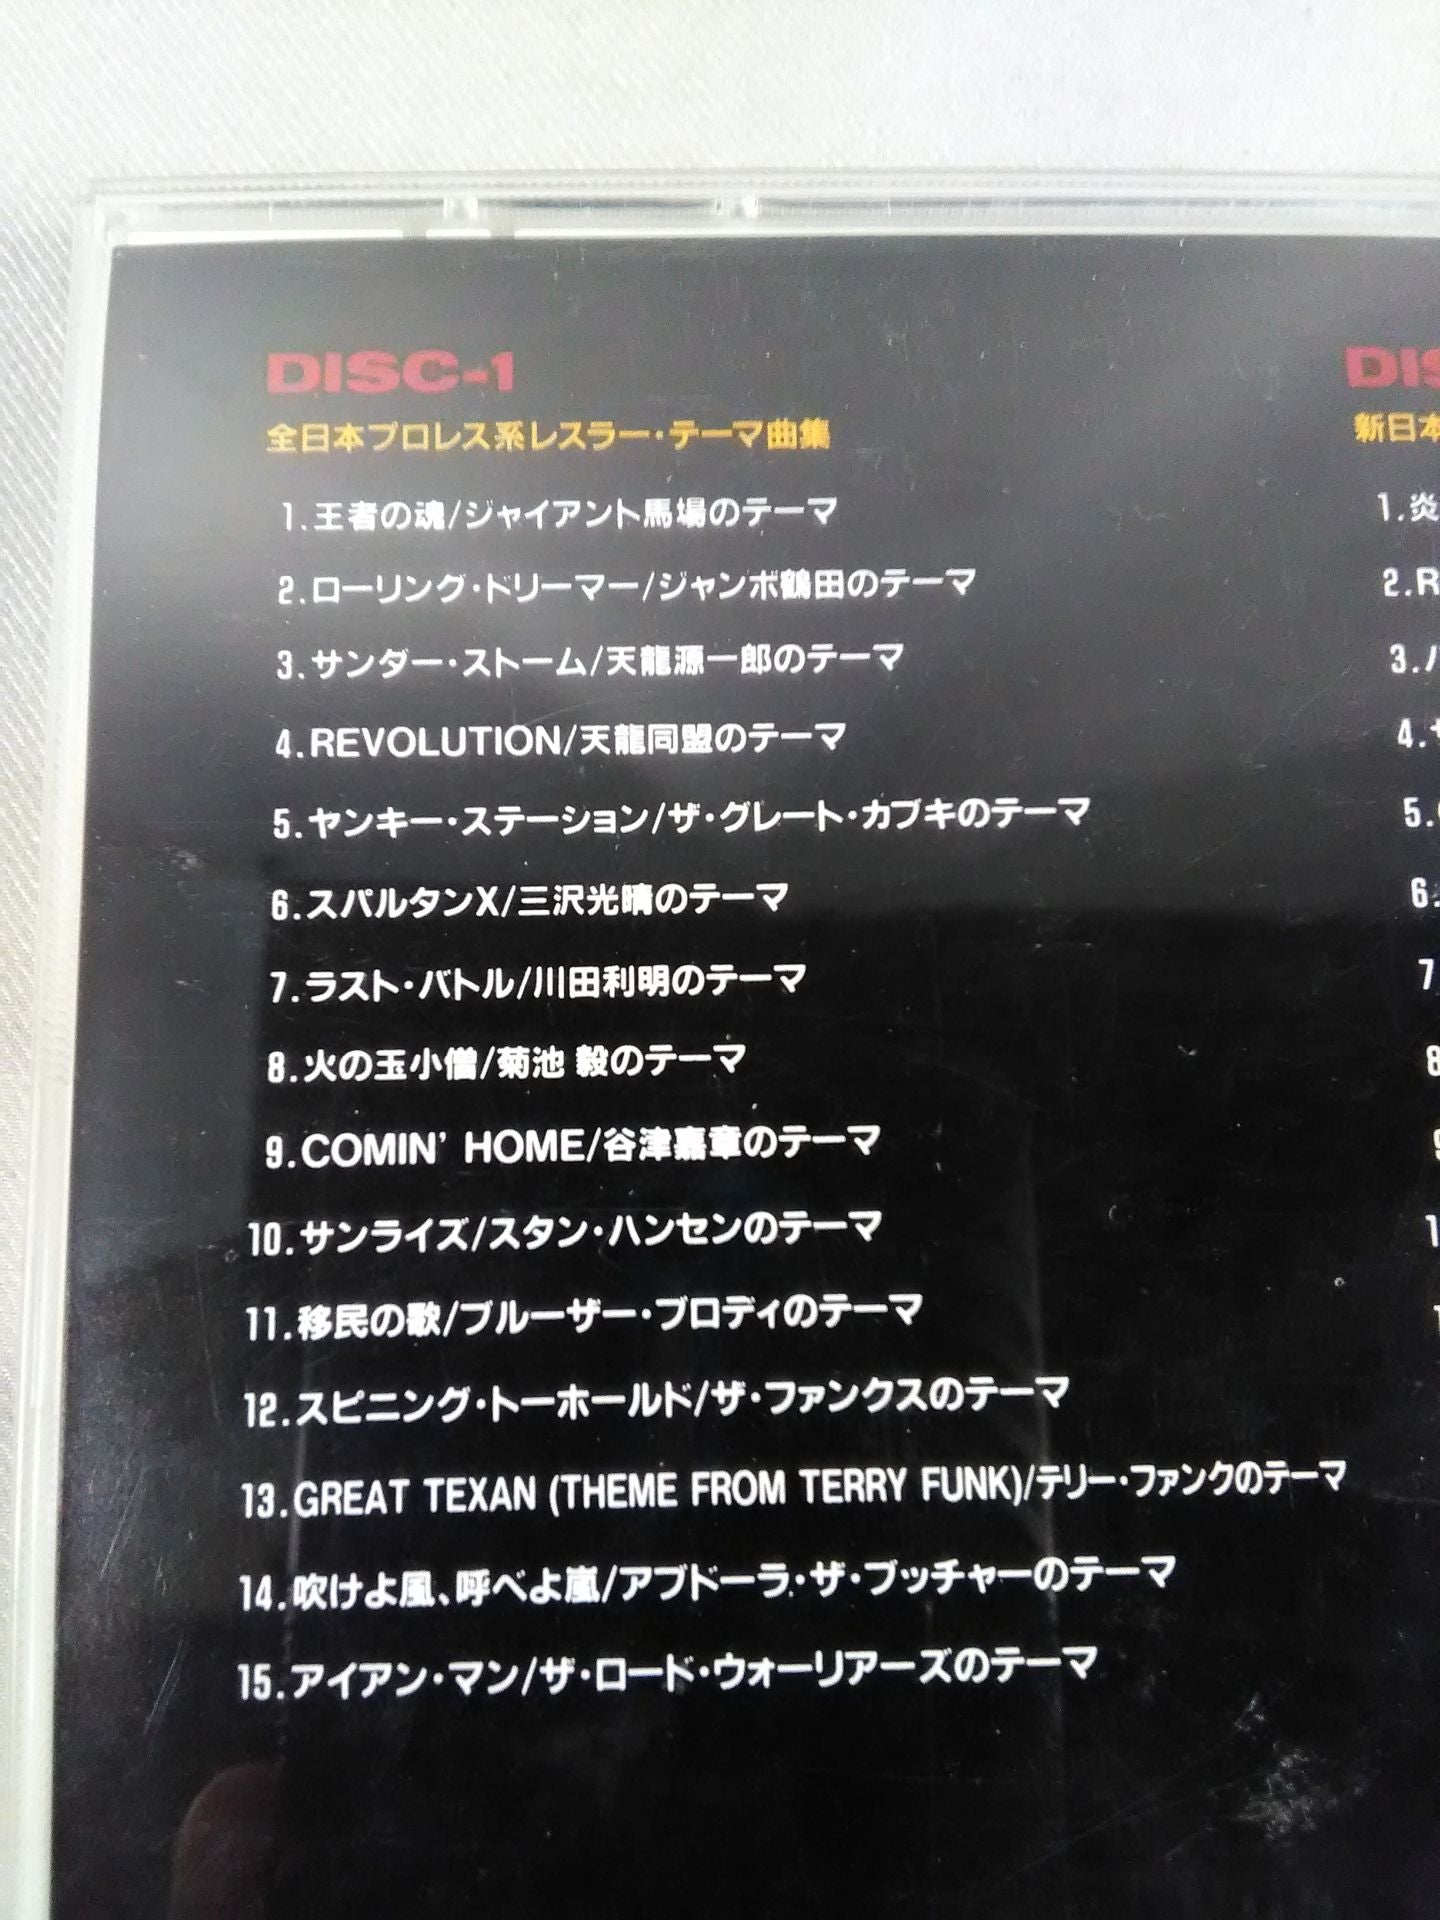 DISC-1
全日本プロレス系レスラー・テーマ曲集
1.王者の魂/ジャイアント馬場のテーマ
2.ローリング・ドリーマー/ジャンボ鶴田のテーマ
3.サンダー・ストーム/天龍源一郎のテーマ
4.REVOLUTION/天龍同盟のテーマ
5.ヤンキー・ステーション/ザ・グレート・カブキのテーマ
6.スパルタンX/三沢光晴のテーマ
7.ラスト・バトル/川田利明のテーマ
8.火の玉小僧/菊池 毅のテーマ
9.COMIN' HOME/谷津嘉章のテーマ
10.サンライズ/スタン・ハンセンのテーマ
11.移民の歌/ブルーザー・ブロディのテーマ
12.スピニング・トーホールド/ザ・ファンクスのテーマ
13.GREAT TEXAN (THEME FROM TERRY FUNK)/テリー・ファンクのテーマ
14.吹けよ風、呼べよ嵐/アブドーラ・ザ・ブッチャーのテーマ
15.アイアン・マン/ザ・ロード・ウォーリアーズのテーマ
DIS
新日本
1.炎
2.R
3.
4.
5.
6.
7
8